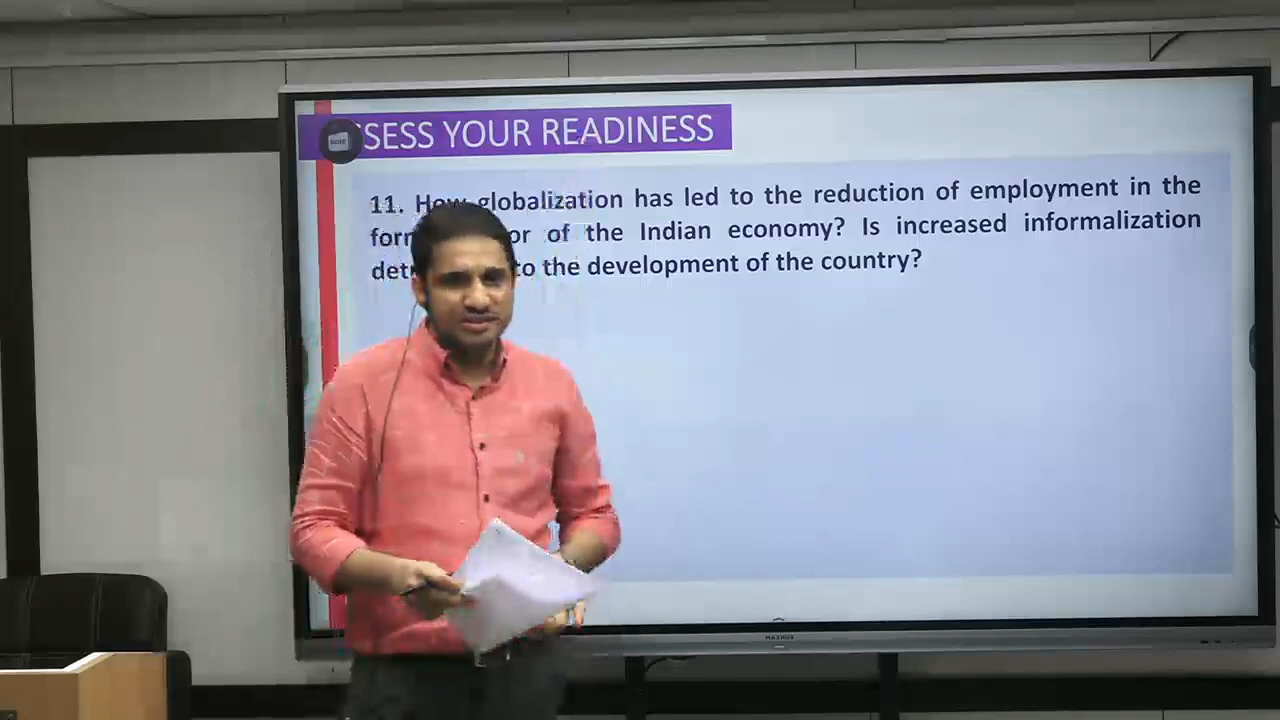 SESS YOUR READINESS
11. How globalization has led to the reduction of employment in the
or of the Indian economy? Is increased informalization
to the development of the country?
MAXHUB